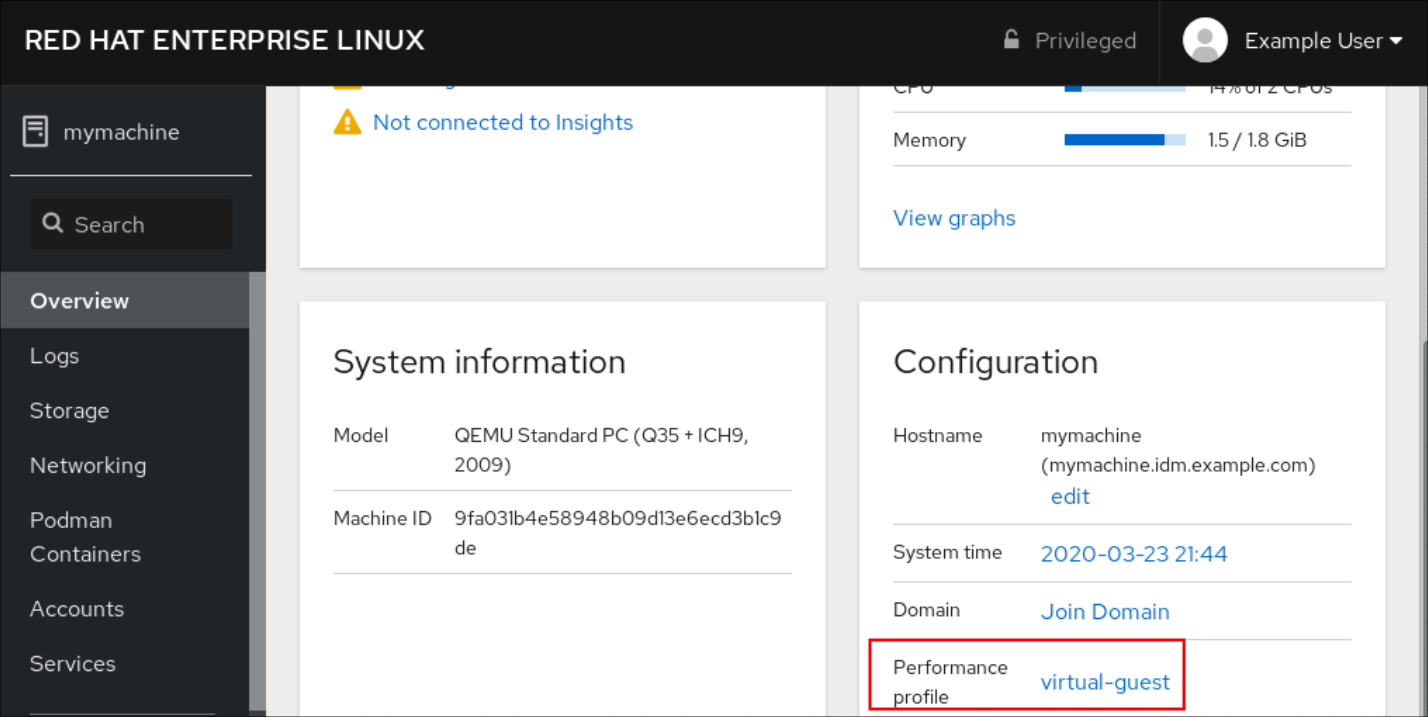 RED HAT ENTERPRISE LINUX
Privileged
Example User
mymachine
Search
Overview
Logs
Storage
Networking
Podman
Containers
Accounts
Services
Not connected to Insights
CPU
14% of 2 CPUs
Memory
1.5 / 1.8 GiB
View graphs
System information
Model
QEMU Standard PC (Q35 + ICH9,
2009)
Machine ID
9fa031b4e58948b09d13e6ecd3b1c9
de
Configuration
Hostname
mymachine
(mymachine.idm.example.com)
edit
System time
2020-03-23 21:44
Domain
Join Domain
Performance
profile
virtual-guest